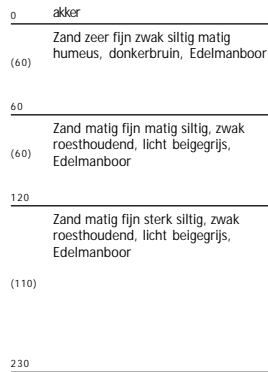 0 akker
Zand zeer fijn zwak siltig matig
humeus, donkerbruin, Edelmanboor
(60)
60
Zand matig fijn matig siltig, zwak
roesthoudend, licht beigegrijs,
Edelmanboor
(60)
120
Zand matig fijn sterk siltig, zwak
roesthoudend, licht beigegrijs,
Edelmanboor
(110)
230